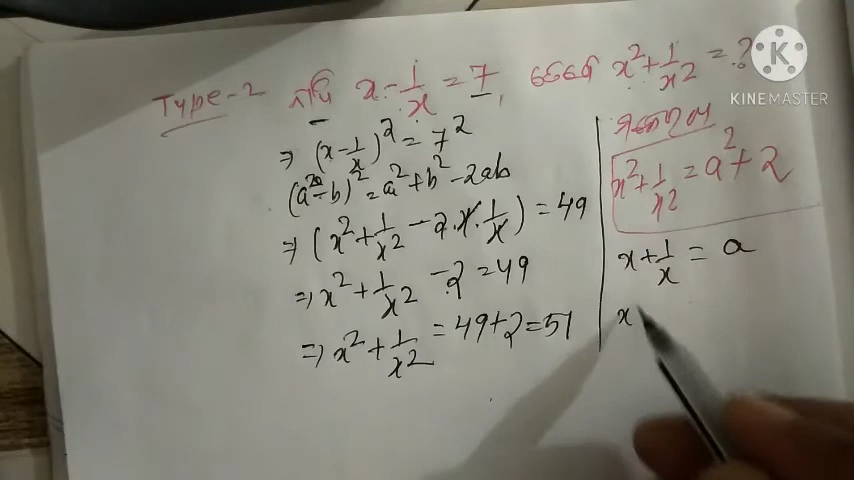 Type-2 x - 1/x = 7, x² + 1/x² = ?
⇒ (x - 1/x)² = 7²
(a - b)² = a² + b² - 2ab
⇒ (x² + 1/x² - 2.x.1/x) = 49
⇒ x² + 1/x² - 2 = 49
⇒ x² + 1/x² = 49+2 = 51
x² + 1/x² = a² + 2
x + 1/x = a
x
KINEMASTER